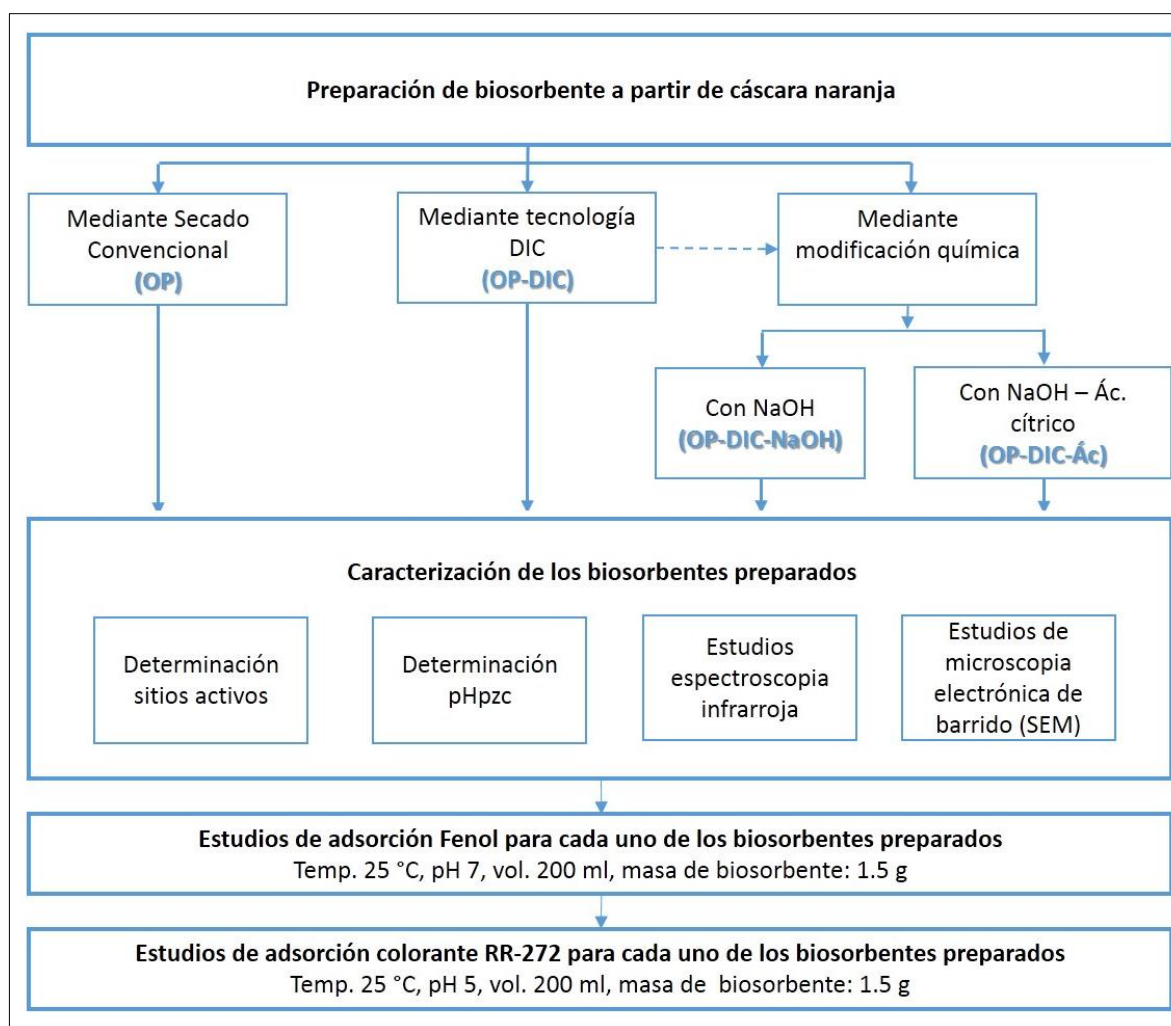 Preparación de biosorbente a partir de cáscara naranja
Mediante Secado
Convencional
(OP)
Mediante tecnología
DIC
(OP-DIC)
Mediante
modificación química
Con NaOH
(OP-DIC-NaOH)
Con NaOH – Ác.
cítrico
(OP-DIC-Ác)
Caracterización de los biosorbentes preparados
Determinación
sitios activos
Determinación
pHpzc
Estudios
espectroscopia
infrarroja
Estudios de
microscopia
electrónica de
barrido (SEM)
Estudios de adsorción Fenol para cada uno de los biosorbentes preparados
Temp. 25 °C, pH 7, vol. 200 ml, masa de biosorbente: 1.5 g
Estudios de adsorción colorante RR-272 para cada uno de los biosorbentes preparados
Temp. 25 °C, pH 5, vol. 200 ml, masa de biosorbente: 1.5 g